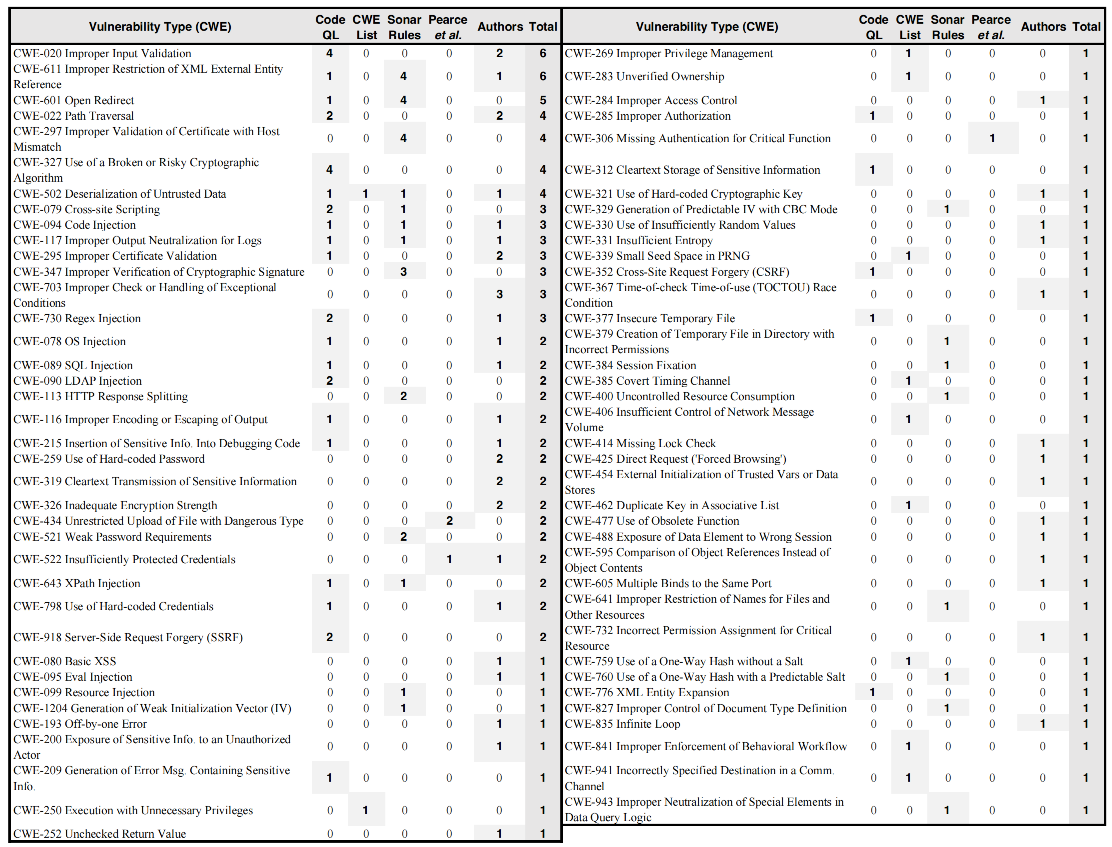 Vulnerability Type (CWE) Code QL CWE List Sonar Rules Pearce et al. Authors Total
CWE-020 Improper Input Validation 4 0 0 0 2 6
CWE-611 Improper Restriction of XML External Entity Reference 1 0 4 0 1 6
CWE-601 Open Redirect 1 0 4 0 0 5
CWE-022 Path Traversal 2 0 0 0 2 4
CWE-297 Improper Validation of Certificate with Host Mismatch 0 0 4 0 0 4
CWE-327 Use of a Broken or Risky Cryptographic Algorithm 4 0 0 0 0 4
CWE-502 Deserialization of Untrusted Data 1 1 1 0 1 4
CWE-079 Cross-site Scripting 2 0 1 0 0 3
CWE-094 Code Injection 1 0 1 0 1 3
CWE-117 Improper Output Neutralization for Logs 1 0 1 0 1 3
CWE-295 Improper Certificate Validation 1 0 0 0 2 3
CWE-347 Improper Verification of Cryptographic Signature 0 0 3 0 0 3
CWE-703 Improper Check or Handling of Exceptional Conditions 0 0 0 0 3 3
CWE-730 Regex Injection 2 0 0 0 1 3
CWE-078 OS Injection 1 0 0 0 1 2
CWE-089 SQL Injection 1 0 0 0 1 2
CWE-090 LDAP Injection 2 0 0 0 0 2
CWE-113 HTTP Response Splitting 0 0 2 0 0 2
CWE-116 Improper Encoding or Escaping of Output 1 0 0 0 1 2
CWE-215 Insertion of Sensitive Info. Into Debugging Code 1 0 0 0 1 2
CWE-259 Use of Hard-coded Password 0 0 0 0 2 2
CWE-319 Cleartext Transmission of Sensitive Information 0 0 0 0 2 2
CWE-326 Inadequate Encryption Strength 0 0 0 0 2 2
CWE-434 Unrestricted Upload of File with Dangerous Type 0 0 0 2 0 2
CWE-521 Weak Password Requirements 0 0 2 0 0 2
CWE-522 Insufficiently Protected Credentials 0 0 0 1 1 2
CWE-643 XPath Injection 1 0 1 0 0 2
CWE-798 Use of Hard-coded Credentials 1 0 0 0 1 2
CWE-918 Server-Side Request Forgery (SSRF) 2 0 0 0 0 2
CWE-080 Basic XSS 0 0 0 0 1 1
CWE-095 Eval Injection 0 0 0 0 1 1
CWE-099 Resource Injection 0 0 1 0 0 1
CWE-1204 Generation of Weak Initialization Vector (IV) 0 0 1 0 0 1
CWE-193 Off-by-one Error 0 0 0 0 1 1
CWE-200 Exposure of Sensitive Info. to an Unauthorized Actor 0 0 0 0 1 1
CWE-209 Generation of Error Msg. Containing Sensitive Info. 1 0 0 0 0 1
CWE-250 Execution with Unnecessary Privileges 0 1 0 0 0 1
CWE-252 Unchecked Return Value 0 0 0 0 1 1
Vulnerability Type (CWE) Code QL CWE List Sonar Rules Pearce et al. Authors Total
CWE-269 Improper Privilege Management 0 1 0 0 0 1
CWE-283 Unverified Ownership 0 1 0 0 0 1
CWE-284 Improper Access Control 0 0 0 0 1 1
CWE-285 Improper Authorization 1 0 0 0 0 1
CWE-306 Missing Authentication for Critical Function 0 0 0 1 0 1
CWE-312 Cleartext Storage of Sensitive Information 1 0 0 0 0 1
CWE-321 Use of Hard-coded Cryptographic Key 0 0 0 0 1 1
CWE-329 Generation of Predictable IV with CBC Mode 0 0 1 0 0 1
CWE-330 Use of Insufficiently Random Values 0 0 0 0 1 1
CWE-331 Insufficient Entropy 0 0 0 0 1 1
CWE-339 Small Seed Space in PRNG 0 1 0 0 0 1
CWE-352 Cross-Site Request Forgery (CSRF) 1 0 0 0 0 1
CWE-367 Time-of-check Time-of-use (TOCTOU) Race Condition 0 0 0 0 1 1
CWE-377 Insecure Temporary File 1 0 0 0 0 1
CWE-379 Creation of Temporary File in Directory with Incorrect Permissions 0 0 1 0 0 1
CWE-384 Session Fixation 0 0 1 0 0 1
CWE-385 Covert Timing Channel 0 1 0 0 0 1
CWE-400 Uncontrolled Resource Consumption 0 0 1 0 0 1
CWE-406 Insufficient Control of Network Message Volume 0 1 0 0 0 1
CWE-414 Missing Lock Check 0 0 0 0 1 1
CWE-425 Direct Request ('Forced Browsing') 0 0 0 0 1 1
CWE-454 External Initialization of Trusted Vars or Data Stores 0 0 0 0 1 1
CWE-462 Duplicate Key in Associative List 0 1 0 0 0 1
CWE-477 Use of Obsolete Function 0 0 0 0 1 1
CWE-488 Exposure of Data Element to Wrong Session 0 0 0 0 1 1
CWE-595 Comparison of Object References Instead of Object Contents 0 0 0 0 1 1
CWE-605 Multiple Binds to the Same Port 0 0 0 0 1 1
CWE-641 Improper Restriction of Names for Files and Other Resources 0 0 1 0 0 1
CWE-732 Incorrect Permission Assignment for Critical Resource 0 0 0 0 1 1
CWE-759 Use of a One-Way Hash without a Salt 0 1 0 0 0 1
CWE-760 Use of a One-Way Hash with a Predictable Salt 0 0 1 0 0 1
CWE-776 XML Entity Expansion 1 0 0 0 0 1
CWE-827 Improper Control of Document Type Definition 0 0 1 0 0 1
CWE-835 Infinite Loop 0 0 0 0 1 1
CWE-841 Improper Enforcement of Behavioral Workflow 0 1 0 0 0 1
CWE-941 Incorrectly Specified Destination in a Comm. Channel 0 1 0 0 0 1
CWE-943 Improper Neutralization of Special Elements in Data Query Logic 0 0 1 0 0 1